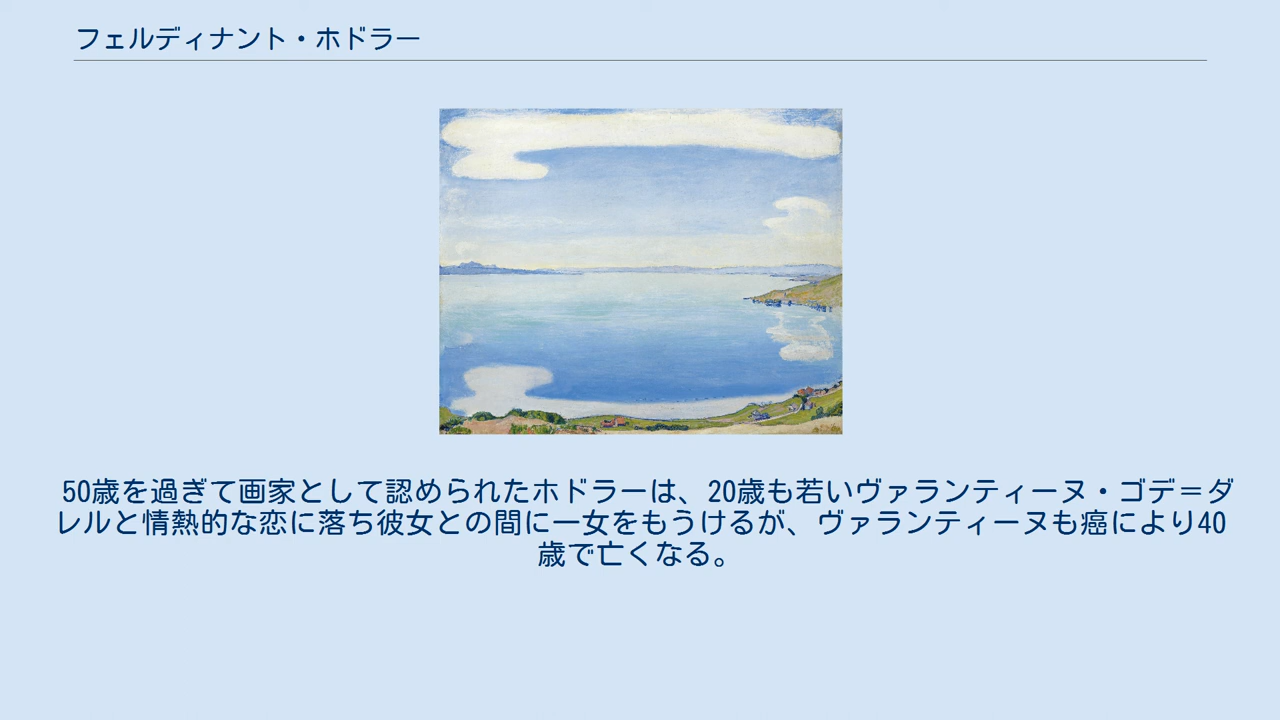 フェルディナント・ホドラー
50歳を過ぎて画家として認められたホドラーは、20歳も若いヴァランティーヌ・ゴデ＝ダ
レルと情熱的な恋に落ち彼女との間に一女をもうけるが、ヴァランティーヌも癌により40
歳で亡くなる。